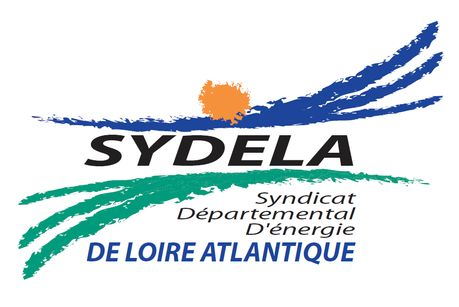 SYDELA
Syndicat
Départemental
D'énergie
DE LOIRE ATLANTIQUE